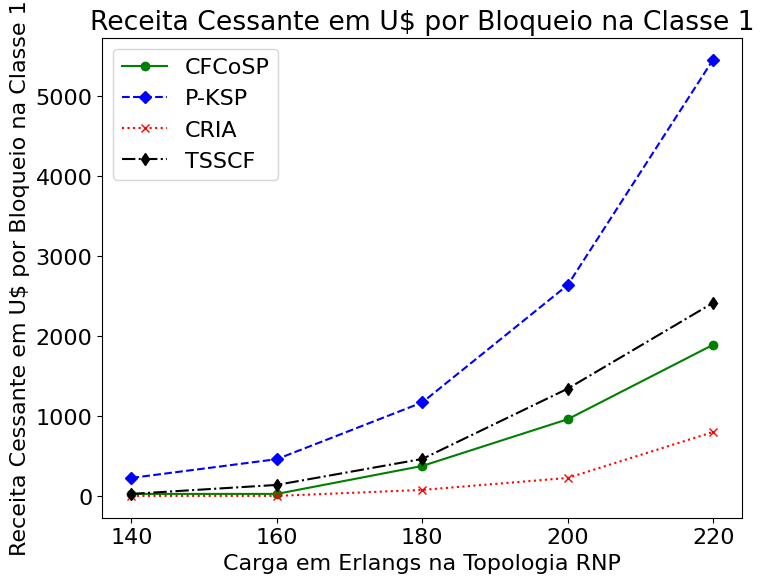 Receita Cessante em U$ por Bloqueio na Classe 1
CFCoSP
P-KSP
CRIA
TSSCF
Receita Cessante em U$ por Bloqueio na Classe 1
5000
4000
3000
2000
1000
0
140 160 180 200 220
Carga em Erlangs na Topologia RNP